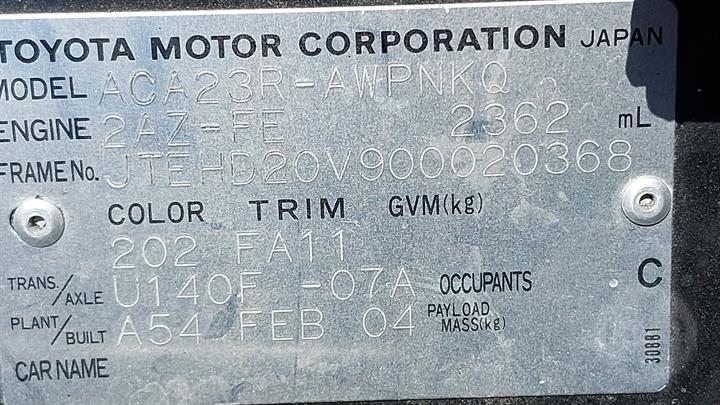 TOYOTA MOTOR CORPORATION JAPAN
MODEL ACA23R-AWPNKQ
ENGINE 2AZ-FE 2362 mL
FRAME No. JTEHD20V900020368
COLOR TRIM GVM(kg)
202 FA11
TRANS./AXLE U140F -07A OCCUPANTS C
PLANT/BUILT A54 FEB 04 PAYLOAD MASS(kg)
CAR NAME
30881